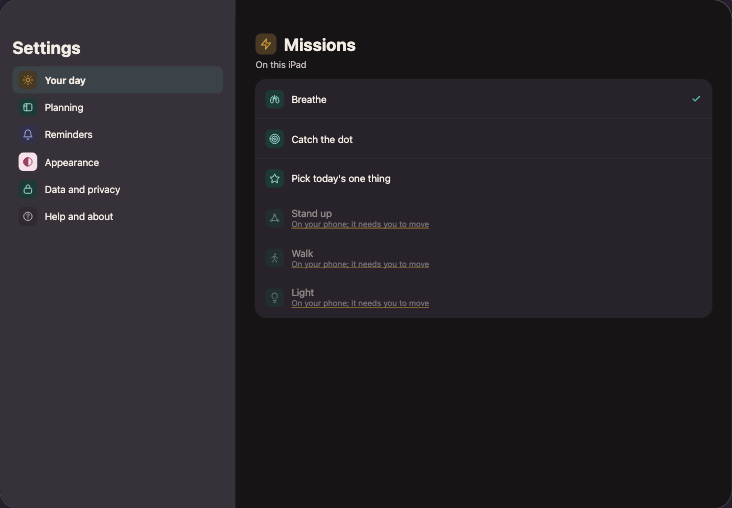 Settings
Your day
Planning
Reminders
Appearance
Data and privacy
Help and about
Missions
On this iPad
Breathe
Catch the dot
Pick today's one thing
Stand up
On your phone; it needs you to move
Walk
On your phone; it needs you to move
Light
On your phone; it needs you to move